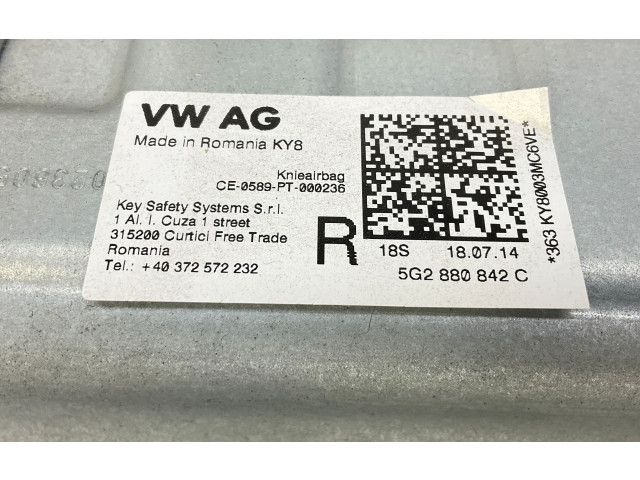 VW AG
Made in Romania KY8
Knieairbag
CE-0589-PT-000236
Key Safety Systems S.r.l.
1 Al. I. Cuza 1 street
315200 Curtici Free Trade
Romania
Tel.: +40 372 572 232
R
18S 18.07.14
5G2 880 842 C
*363 KY8003MC6VE*